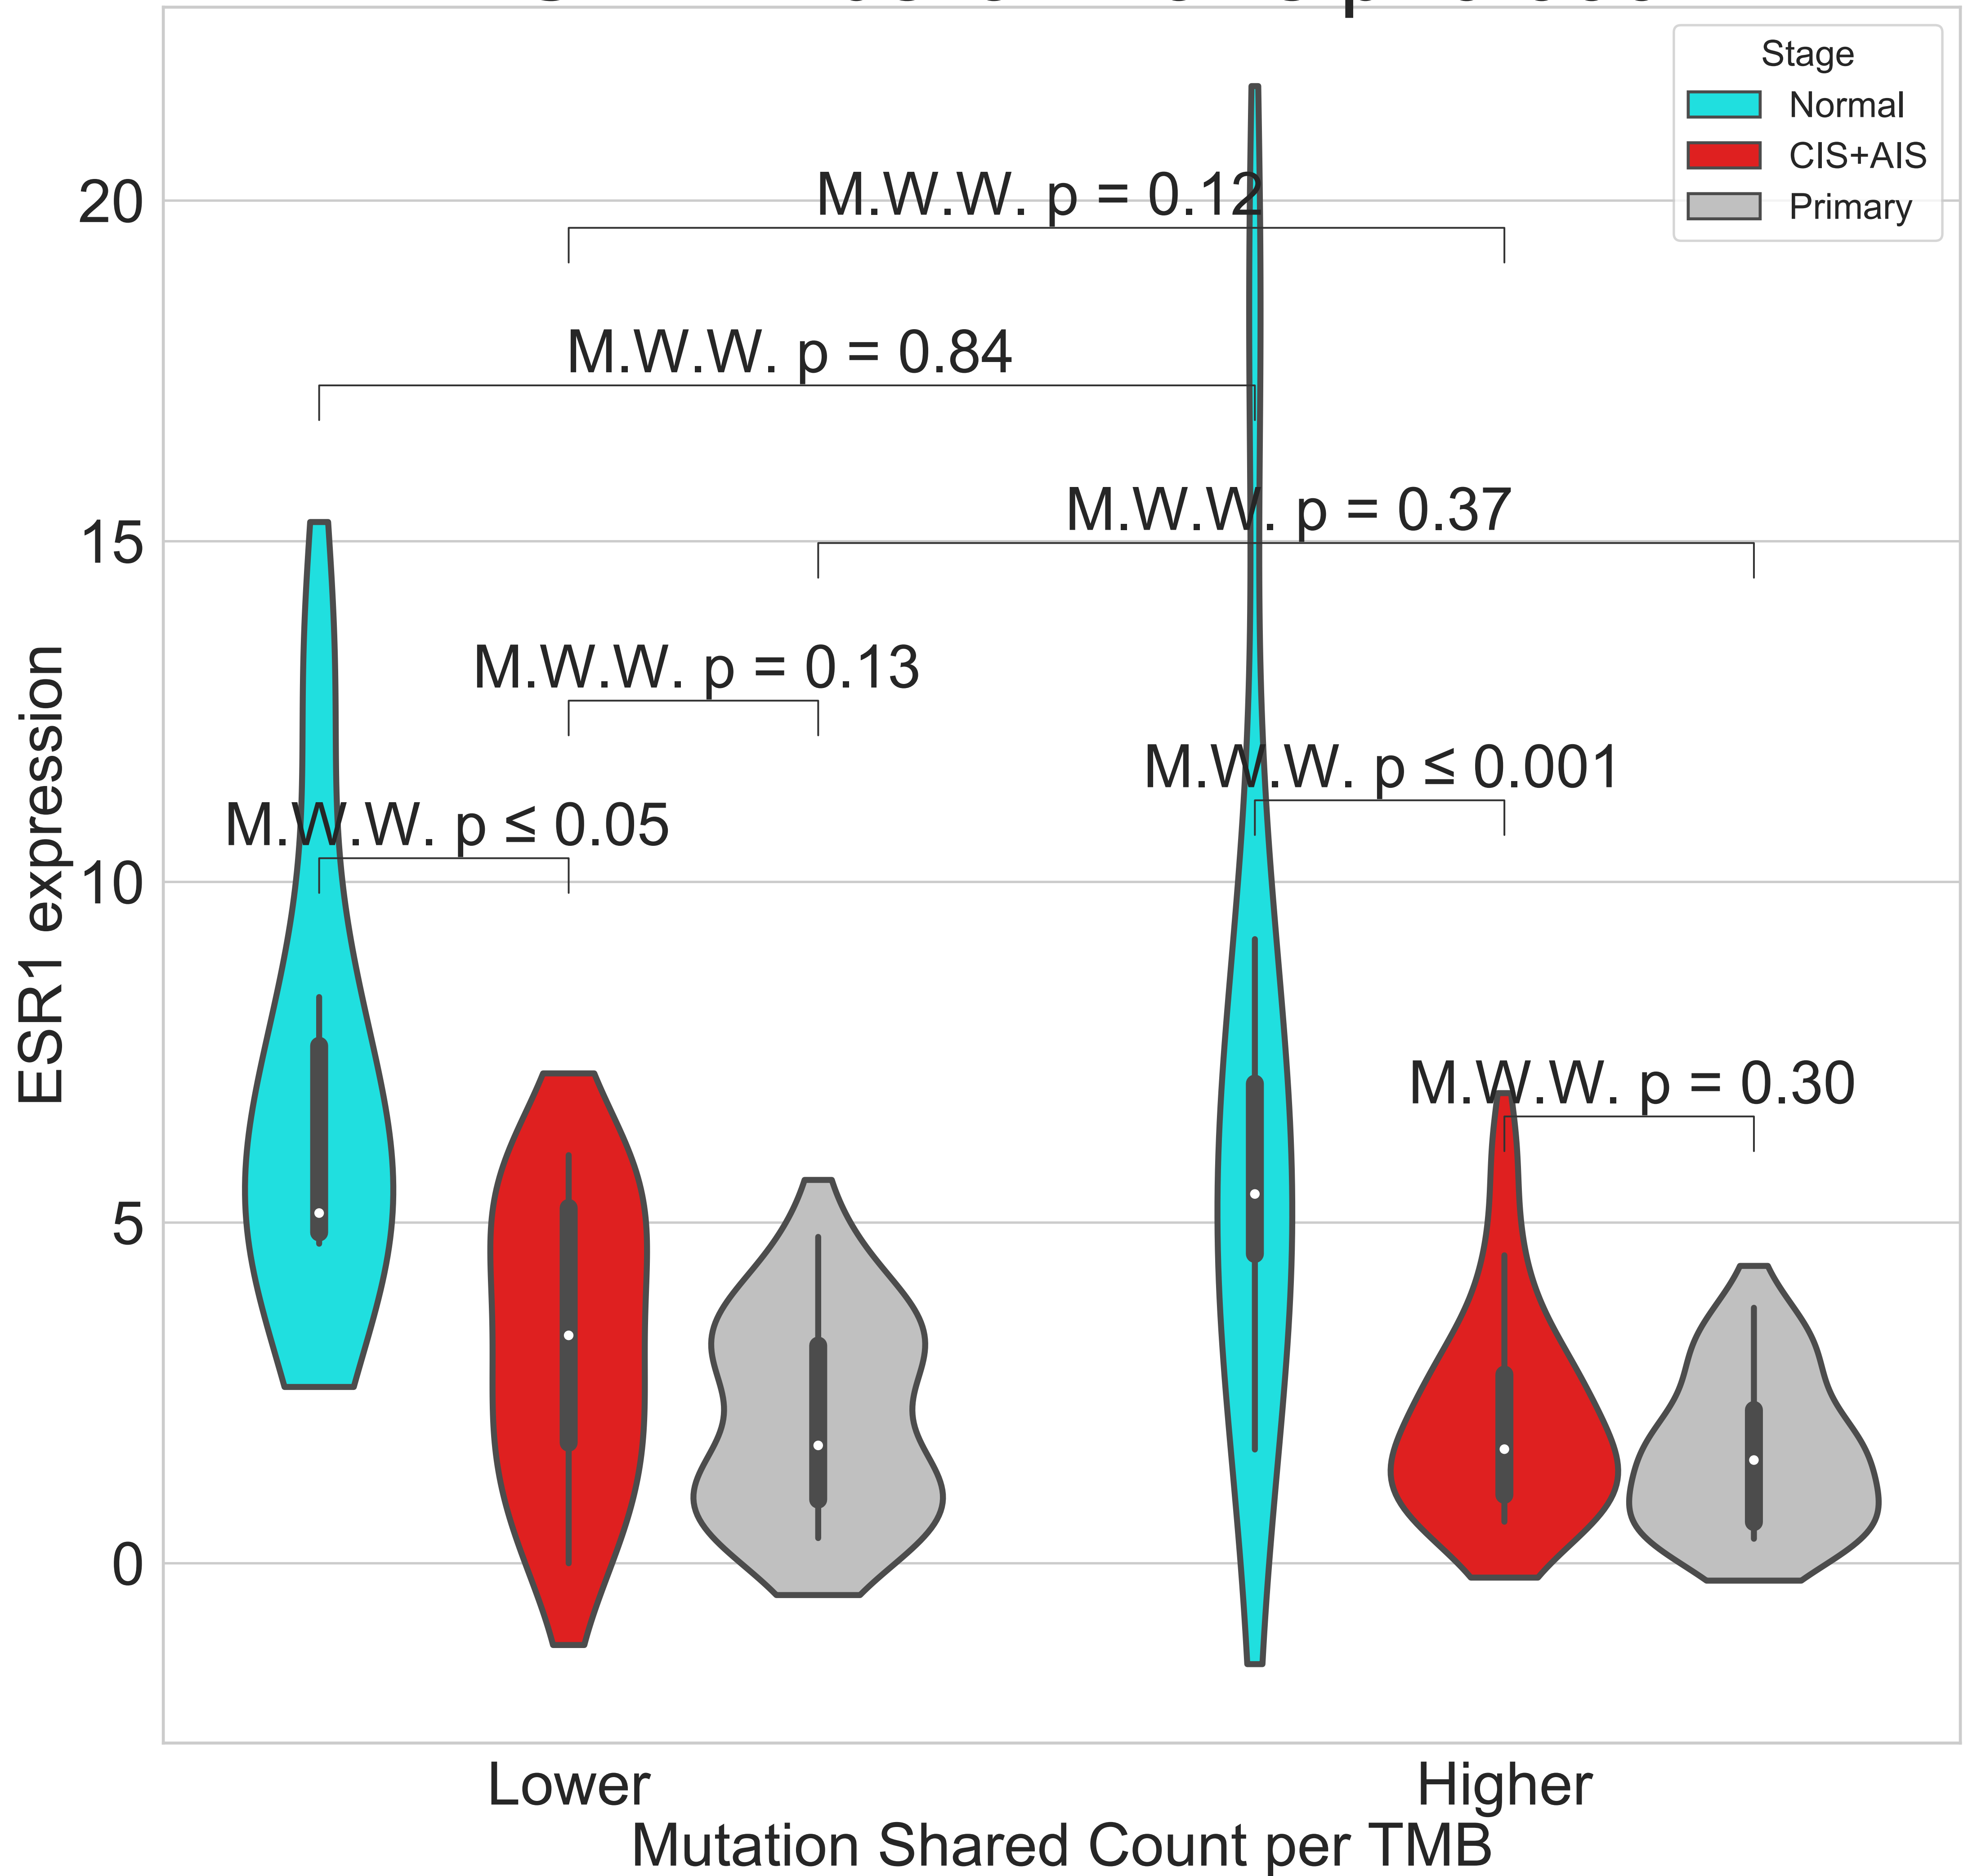 Stage
Normal
CIS+AIS
Primary
20
15
10
5
0
ESR1 expression
M.W.W. p = 0.12
M.W.W. p = 0.84
M.W.W. p = 0.37
M.W.W. p = 0.13
M.W.W. p ≤ 0.001
M.W.W. p ≤ 0.05
M.W.W. p = 0.30
Lower
Higher
Mutation Shared Count per TMB